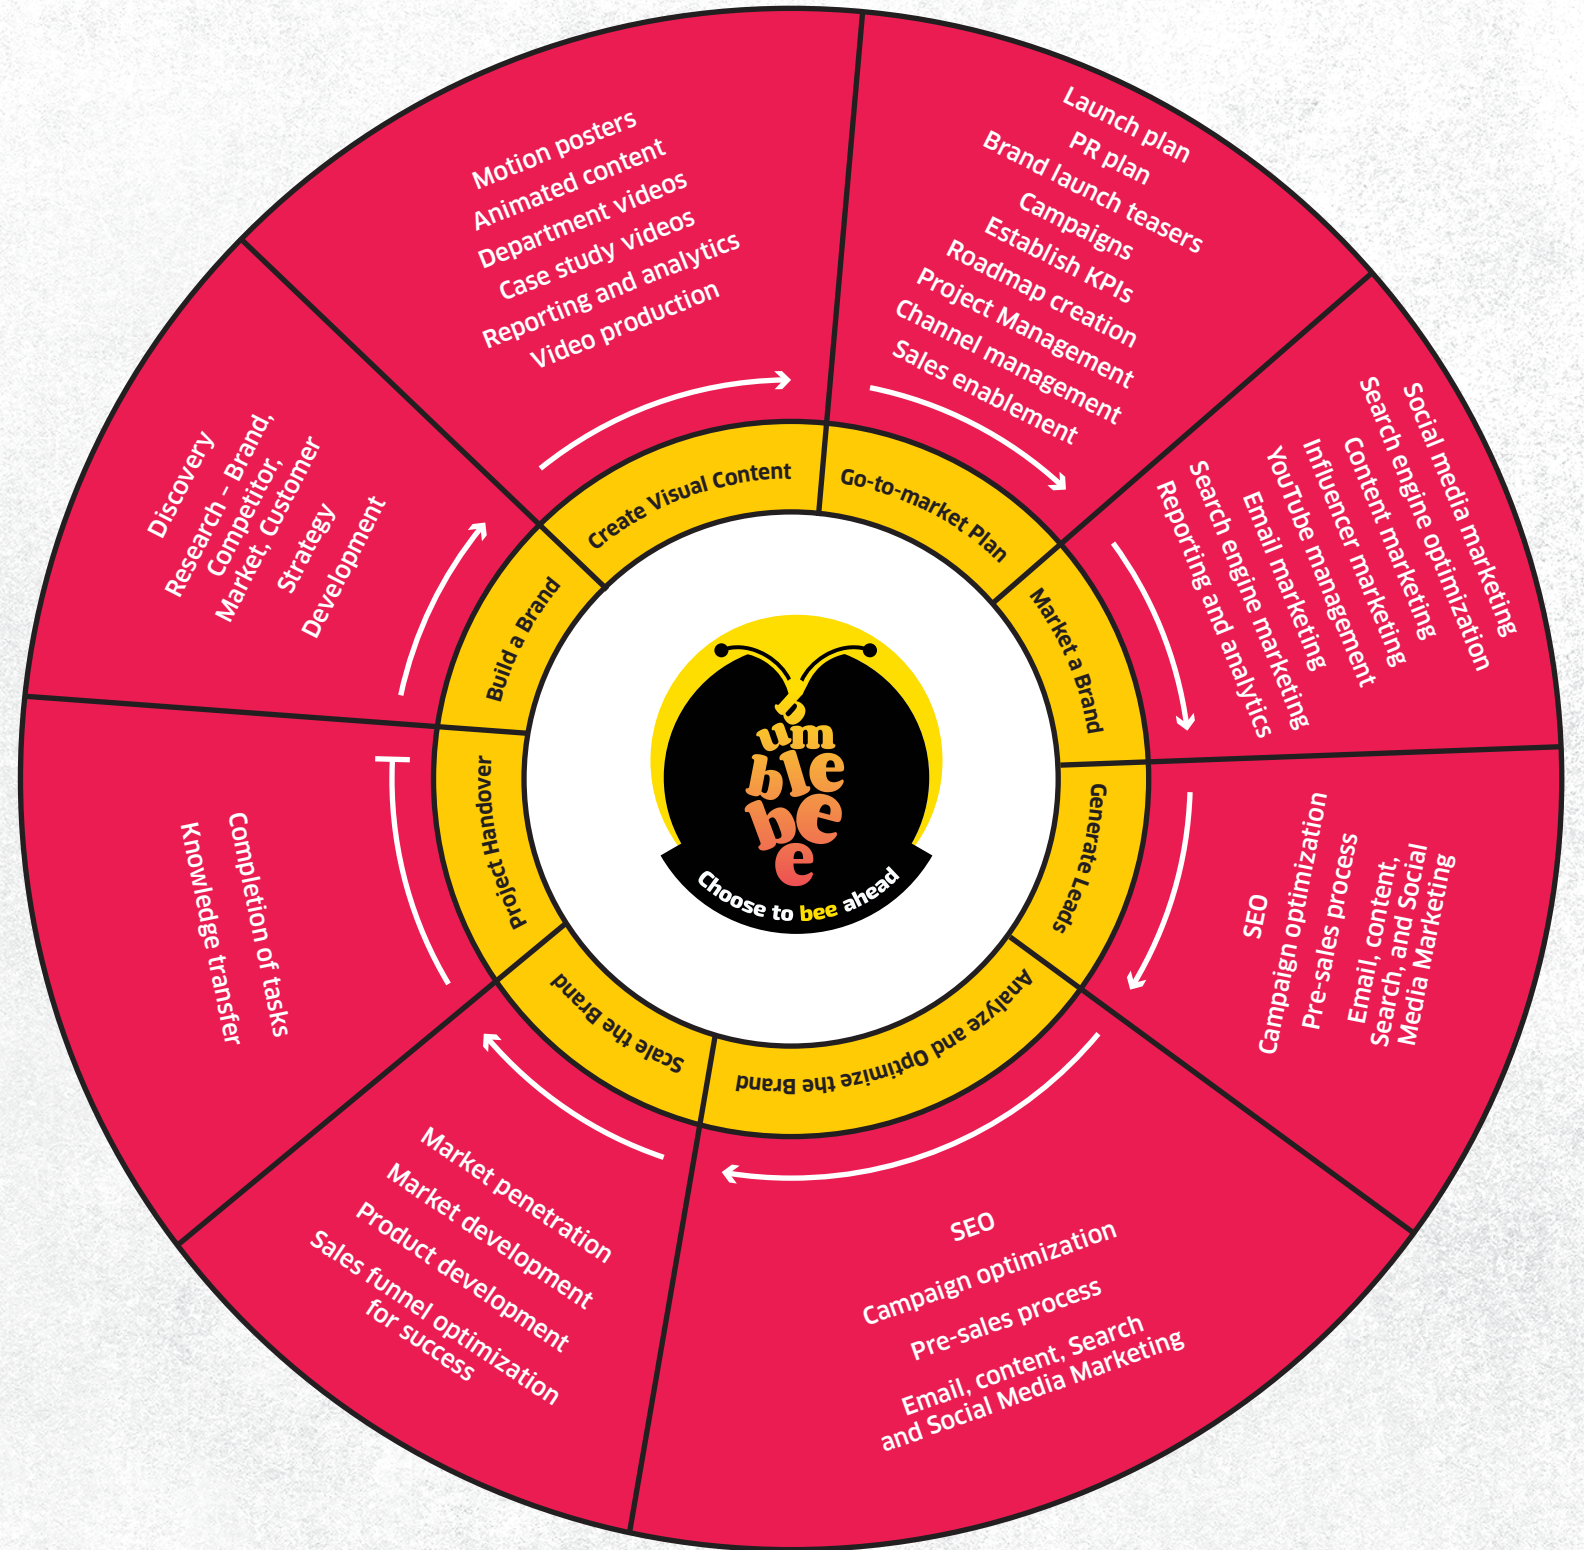 Build a Brand
Discovery
Research – Brand,
Competitor,
Market, Customer
Strategy
Development
Create Visual Content
Motion posters
Animated content
Department videos
Case study videos
Reporting and analytics
Video production
Go-to-market Plan
Launch plan
PR plan
Brand launch teasers
Campaigns
Establish KPIs
Roadmap creation
Project Management
Channel management
Sales enablement
Market a Brand
Social media marketing
Search engine optimization
Content marketing
Influencer marketing
YouTube management
Email marketing
Search engine marketing
Reporting and analytics
Generate Leads
SEO
Campaign optimization
Pre-sales process
Email, content,
Search, and Social
Media Marketing
Analyze and Optimize the Brand
SEO
Campaign optimization
Pre-sales process
Email, content, Search
and Social Media Marketing
Scale the Brand
Market penetration
Market development
Product development
Sales funnel optimization
for success
Project Handover
Completion of tasks
Knowledge transfer
b
um
ble
bee
e
Choose to bee ahead